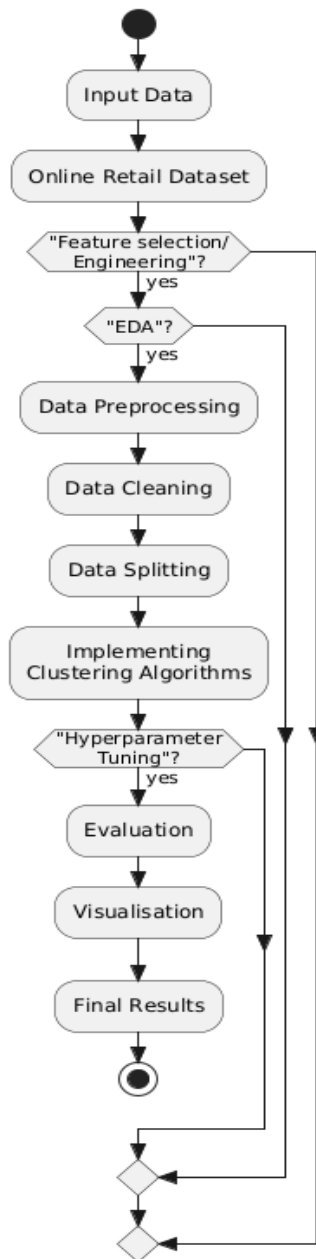 Input Data
Online Retail Dataset
"Feature selection/
Engineering"?
yes
"EDA"?
yes
Data Preprocessing
Data Cleaning
Data Splitting
Implementing
Clustering Algorithms
"Hyperparameter
Tuning"?
yes
Evaluation
Visualisation
Final Results